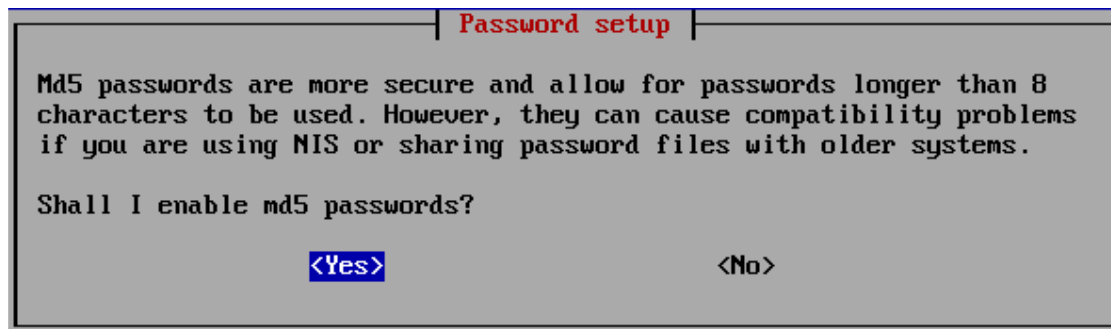 Password setup
Md5 passwords are more secure and allow for passwords longer than 8
characters to be used. However, they can cause compatibility problems
if you are using NIS or sharing password files with older systems.
Shall I enable md5 passwords?
<Yes> <No>